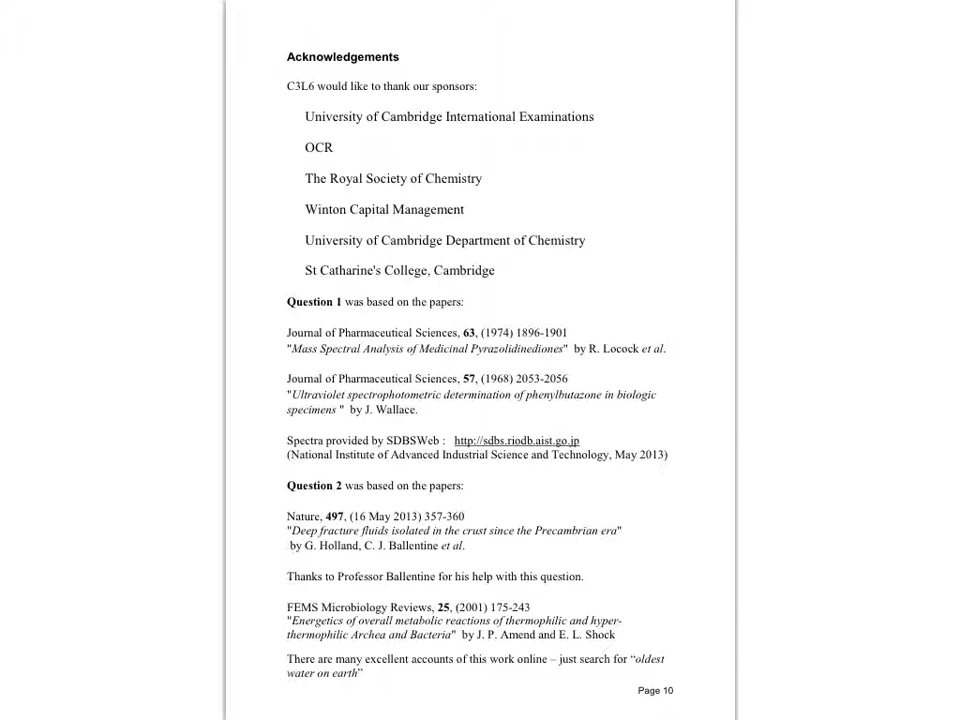 Acknowledgements
C3L6 would like to thank our sponsors:
University of Cambridge International Examinations
OCR
The Royal Society of Chemistry
Winton Capital Management
University of Cambridge Department of Chemistry
St Catharine's College, Cambridge
Question 1 was based on the papers:
Journal of Pharmaceutical Sciences, 63, (1974) 1896-1901
"Mass Spectral Analysis of Medicinal Pyrazolidinediones" by R. Locock et al.
Journal of Pharmaceutical Sciences, 57, (1968) 2053-2056
"Ultraviolet spectrophotometric determination of phenylbutazone in biologic
specimens " by J. Wallace.
Spectra provided by SDBSWeb : http://sdbs.riodb.aist.go.jp
(National Institute of Advanced Industrial Science and Technology, May 2013)
Question 2 was based on the papers:
Nature, 497, (16 May 2013) 357-360
"Deep fracture fluids isolated in the crust since the Precambrian era"
by G. Holland, C. J. Ballentine et al.
Thanks to Professor Ballentine for his help with this question.
FEMS Microbiology Reviews, 25, (2001) 175-243
"Energetics of overall metabolic reactions of thermophilic and hyper-
thermophilic Archea and Bacteria" by J. P. Amend and E. L. Shock
There are many excellent accounts of this work online – just search for “oldest
water on earth”
Page 10